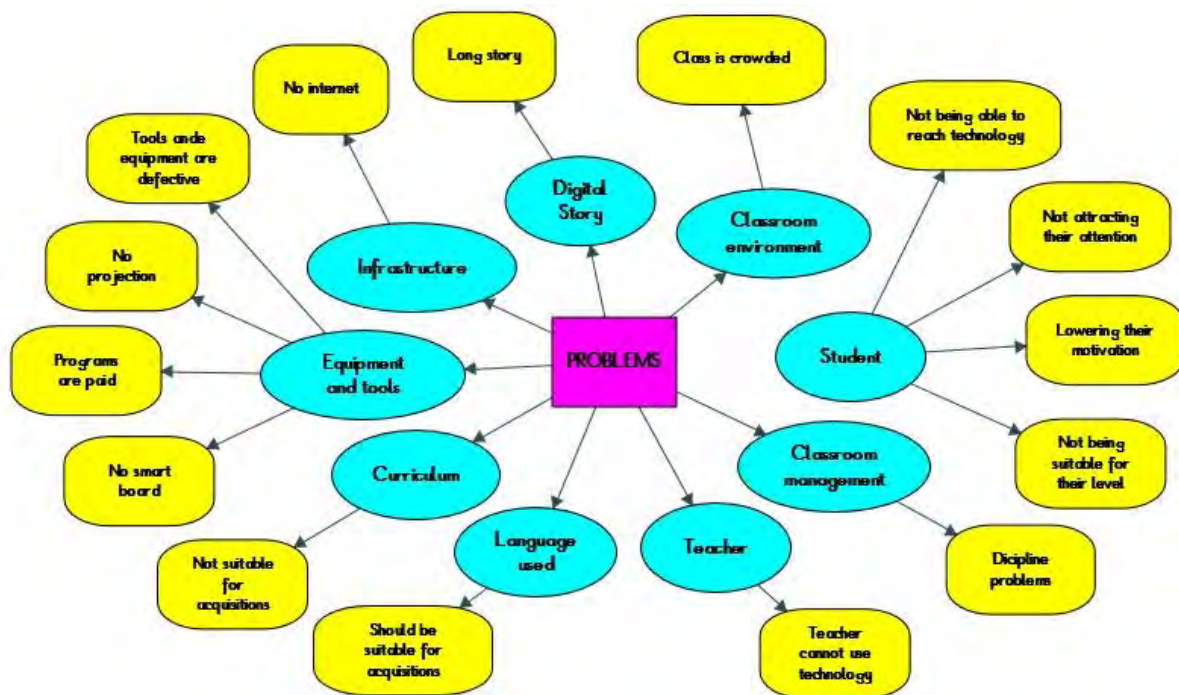 Long story
Class is crowded
No internet
Not being able to
reach technology
Tools ande
equipment are
defective
Digital
Story
Classroom
environment
Not attracting
their attention
No
projection
Infrastructure
Lowering their
motivation
Programs
are paid
Equipment
and tools
PROBLEMS
Student
No smart
board
Curriculum
Classroom
management
Not being
suitable for
their level
Language
used
Teacher
Not suitable
for
acquisitions
Dicipline
problems
Should be
suitable for
acquisitions
Teacher
cannot use
technology